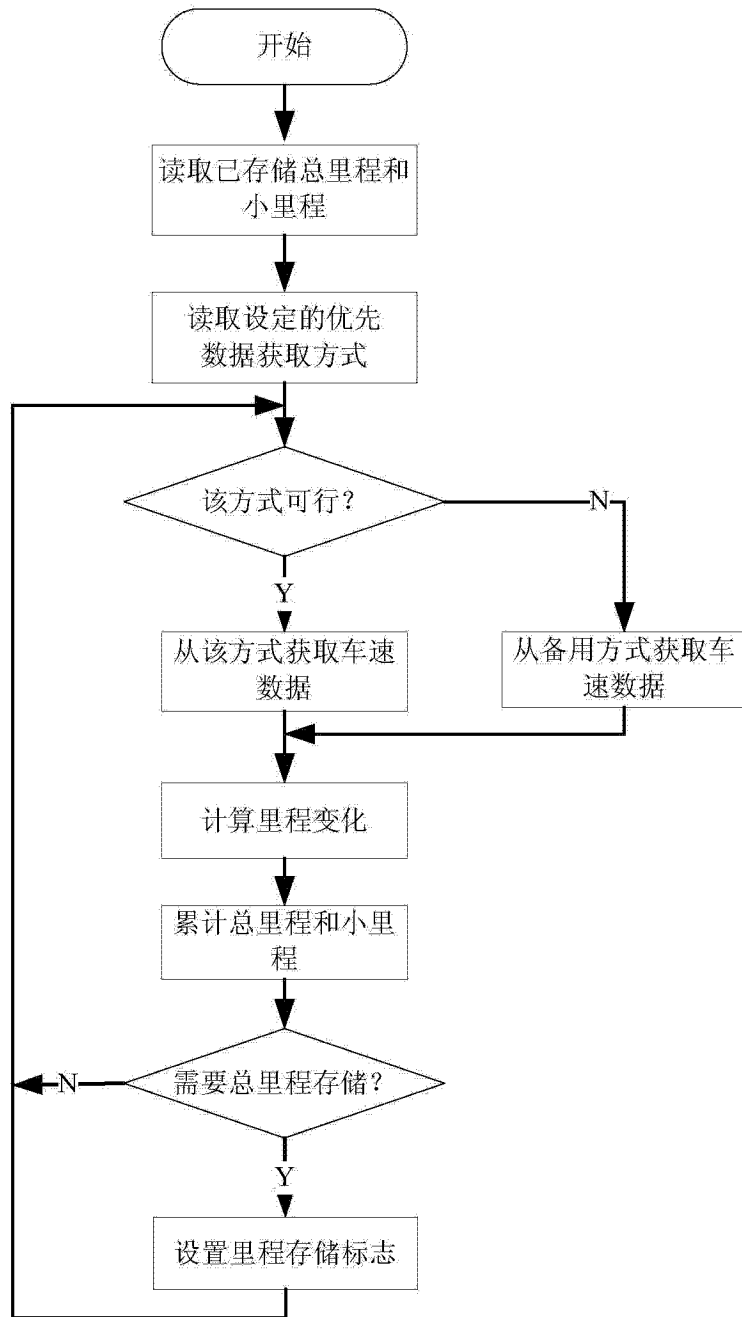 开始
读取已存储总里程和
小里程
读取设定的优先
数据获取方式
该方式可行?
N
Y
从该方式获取车速
数据
从备用方式获取车
速数据
计算里程变化
累计总里程和小里
程
需要总里程存储?
N
Y
设置里程存储标志